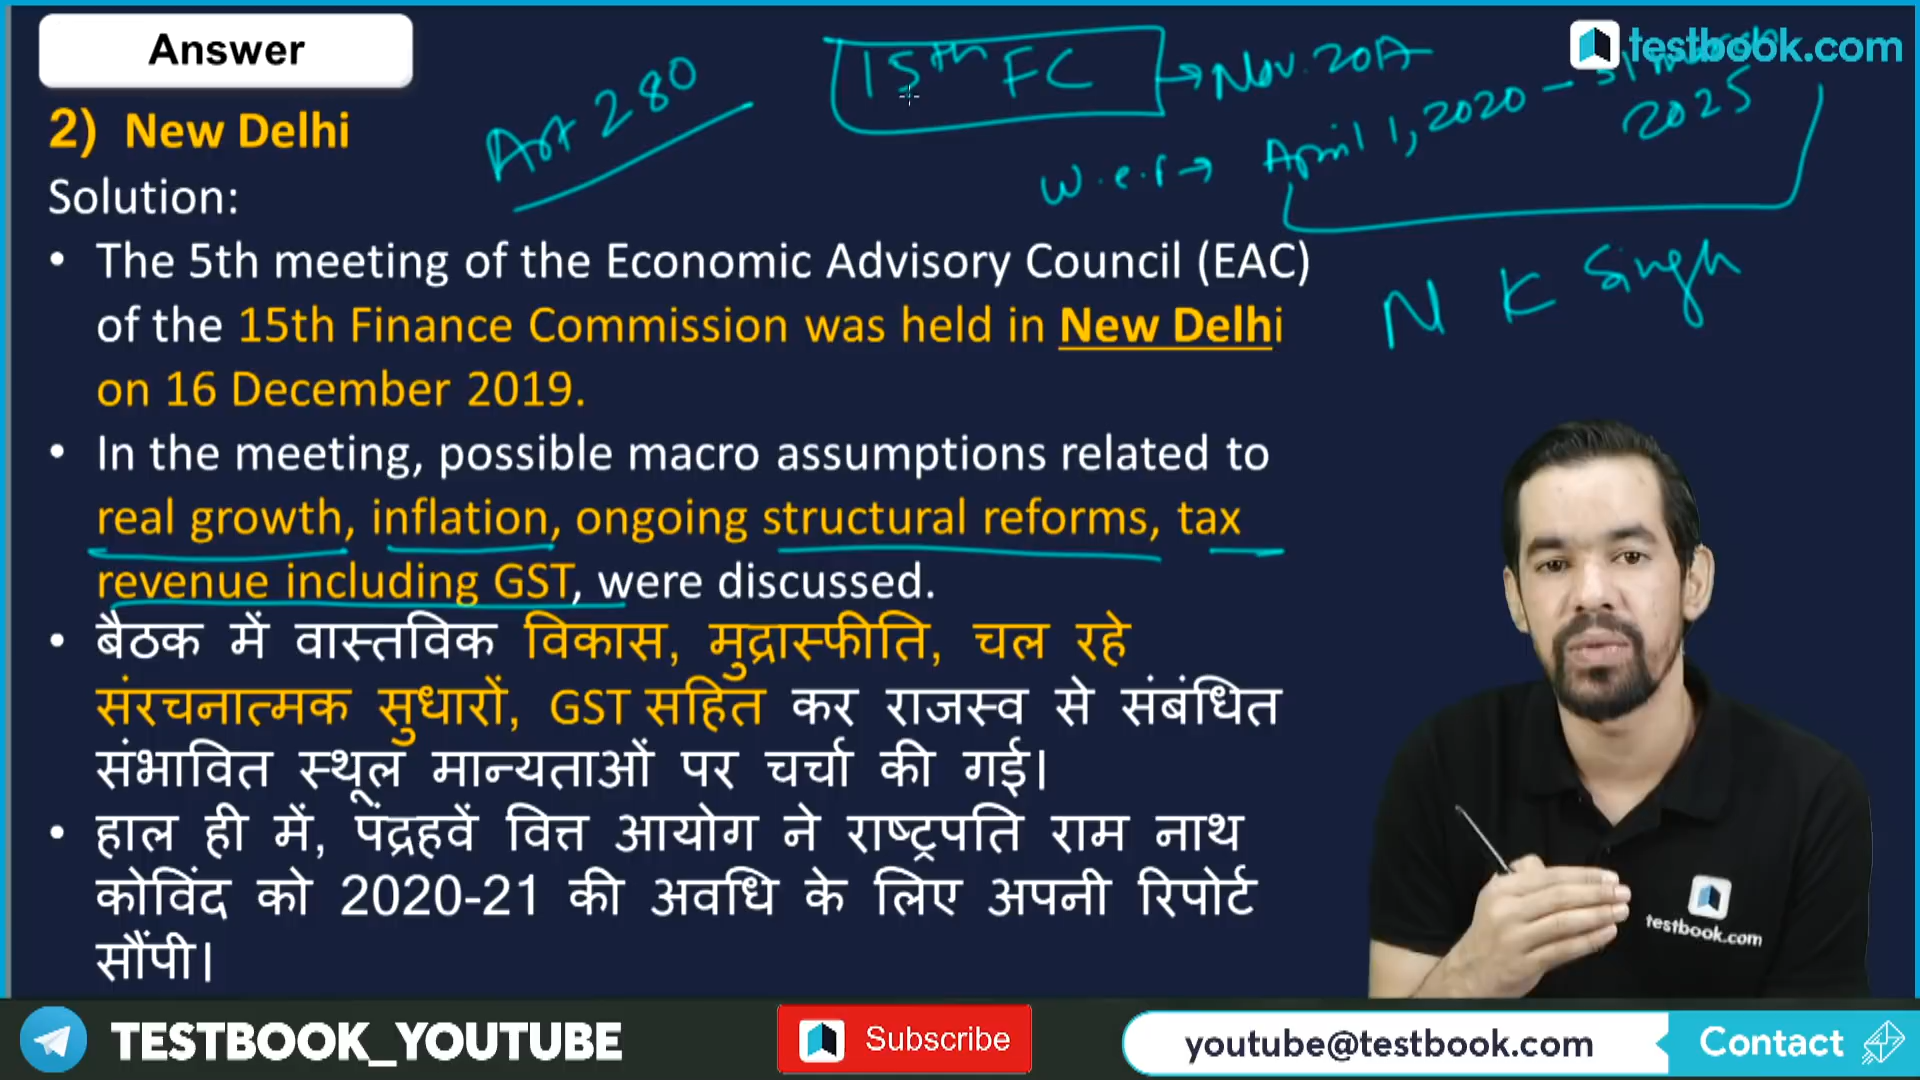 Answer
testbook.com
Art 280
15th FC → Nov. 2017
w.e.f → April 1, 2020 – 31 March
2025
N K Singh
2) New Delhi
Solution:
• The 5th meeting of the Economic Advisory Council (EAC)
of the 15th Finance Commission was held in New Delhi
on 16 December 2019.
• In the meeting, possible macro assumptions related to
real growth, inflation, ongoing structural reforms, tax
revenue including GST, were discussed.
• बैठक में वास्तविक विकास, मुद्रास्फीति, चल रहे
संरचनात्मक सुधारों, GST सहित कर राजस्व से संबंधित
संभावित स्थूल मान्यताओं पर चर्चा की गई।
• हाल ही में, पंद्रहवें वित्त आयोग ने राष्ट्रपति राम नाथ
कोविंद को 2020-21 की अवधि के लिए अपनी रिपोर्ट
सौंपी।
testbook.com
TESTBOOK_YOUTUBE
Subscribe
youtube@testbook.com
Contact